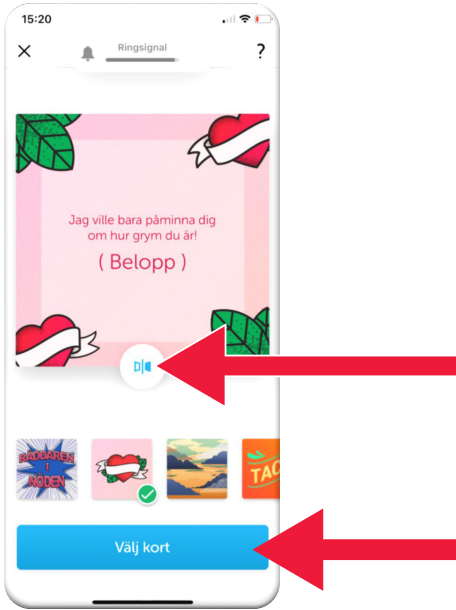 15:20
Ringsignal
?
Jag ville bara påminna dig
om hur grym du är!
( Belopp )
RÄDDAREN
I
NÖDEN
TAC
Välj kort